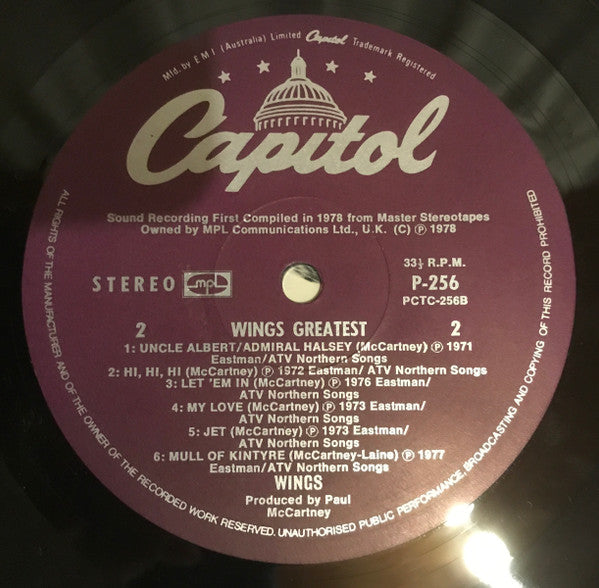 Mfd. by E M I (Australia) Limited Capitol Trademark Registered
Capitol
Sound Recording First Compiled in 1978 from Master Stereotapes
Owned by MPL Communications Ltd., U.K. (C) Ⓟ 1978
33⅓ R.P.M.
STEREO mpl P-256
PCTC-256B
2 WINGS GREATEST 2
1: UNCLE ALBERT/ADMIRAL HALSEY (McCartney) Ⓟ 1971
Eastman/ATV Northern Songs
2: HI, HI, HI (McCartney) Ⓟ 1972 Eastman/ ATV Northern Songs
3: LET 'EM IN (McCartney) Ⓟ 1976 Eastman/
ATV Northern Songs
4: MY LOVE (McCartney) Ⓟ 1973 Eastman/
ATV Northern Songs
5: JET (McCartney) Ⓟ 1973 Eastman/
ATV Northern Songs
6: MULL OF KINTYRE (McCartney-Laine) Ⓟ 1977
Eastman/ATV Northern Songs
WINGS
Produced by Paul
McCartney
ALL RIGHTS OF THE MANUFACTURER AND OF THE OWNER OF THE RECORDED WORK RESERVED. UNAUTHORISED PUBLIC PERFORMANCE, BROADCASTING AND COPYING OF THIS RECORD PROHIBITED